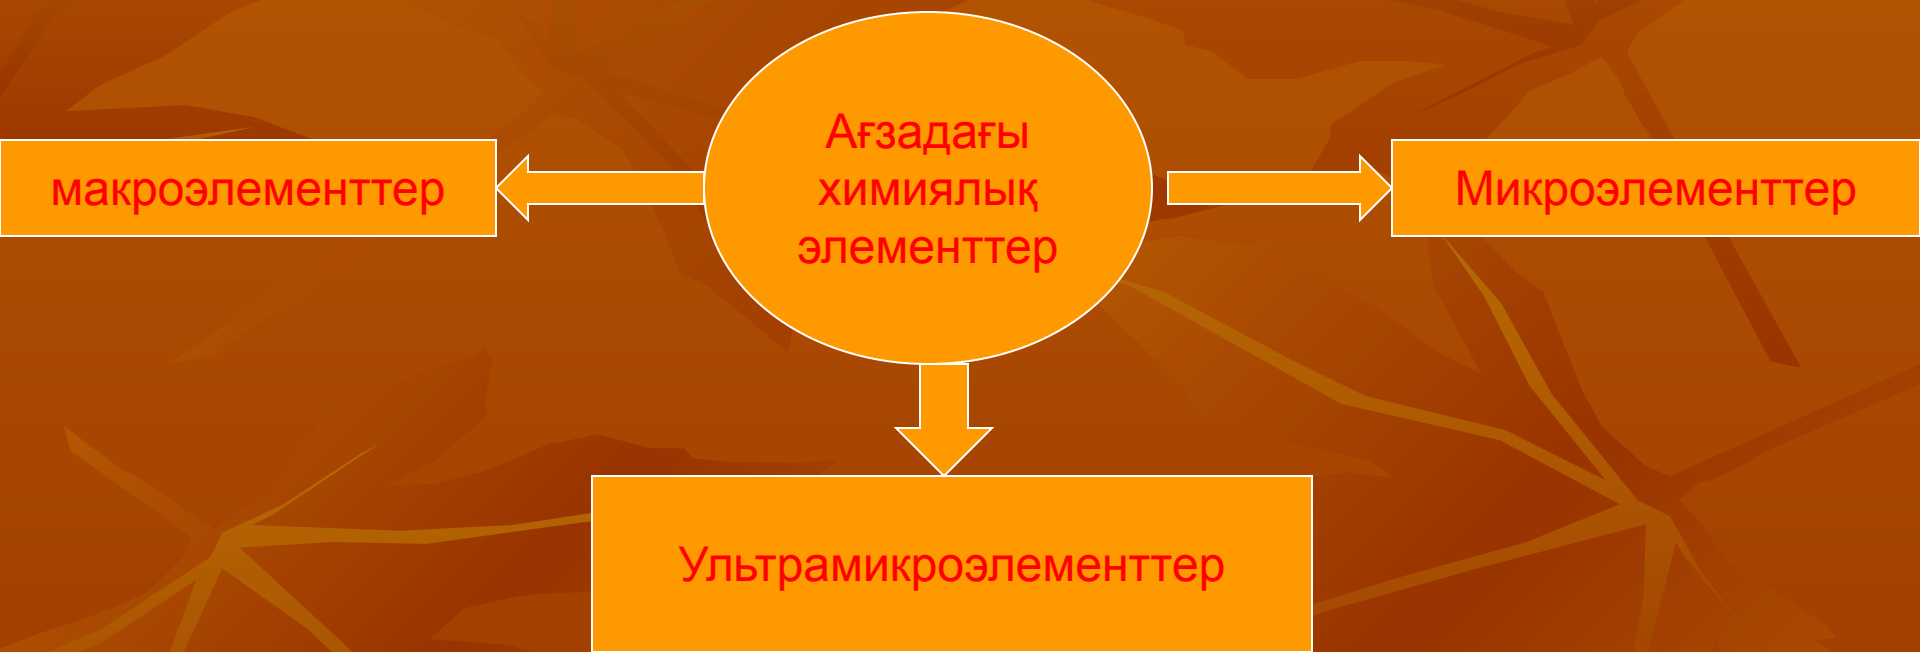 Ағзадағы
химиялық
элементтер
макроэлементтер
Микроэлементтер
Ультрамикроэлементтер